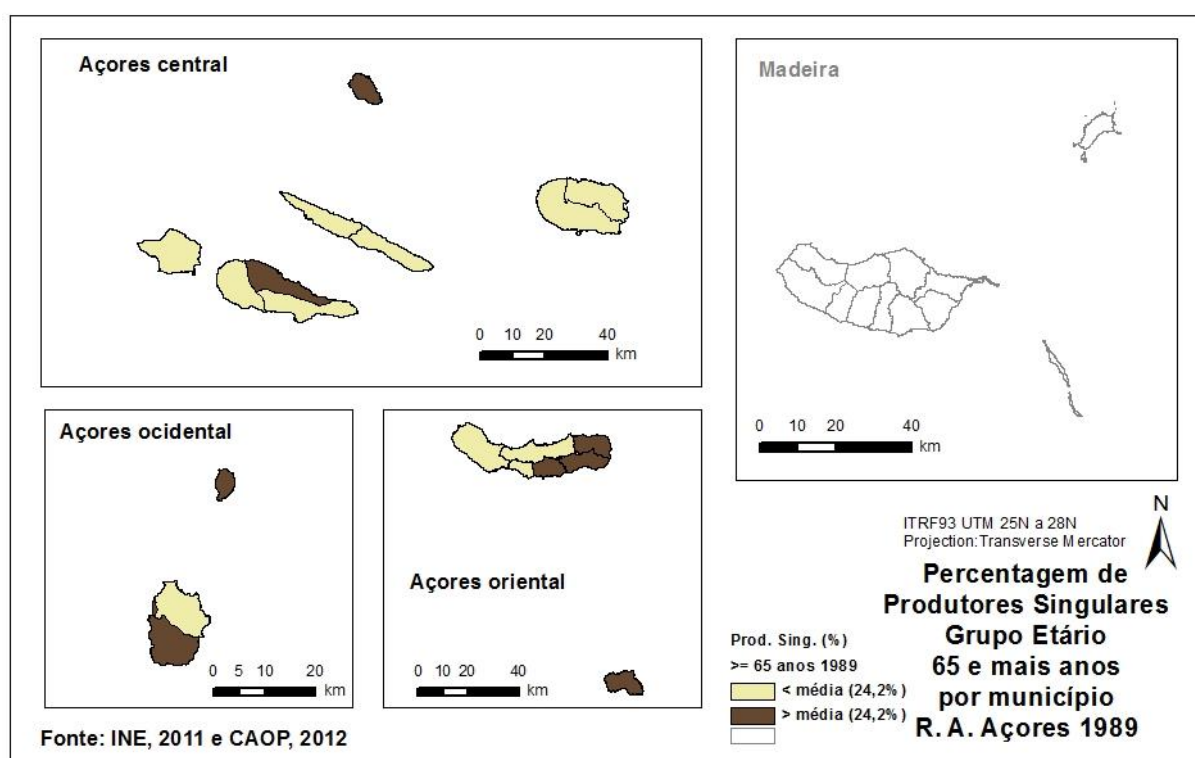 Açores central
0 10 20 40
km
Madeira
0 10 20 40
km
Açores ocidental
0 5 10 20
km
Açores oriental
0 10 20 40
km
N
ITRF93 UTM 25N a 28N
Projection:Transverse Mercator
Percentagem de
Produtores Singulares
Grupo Etário
65 e mais anos
por município
R. A. Açores 1989
Prod. Sing. (%)
>= 65 anos 1989
< média (24,2%)
> média (24,2%)
Fonte: INE, 2011 e CAOP, 2012